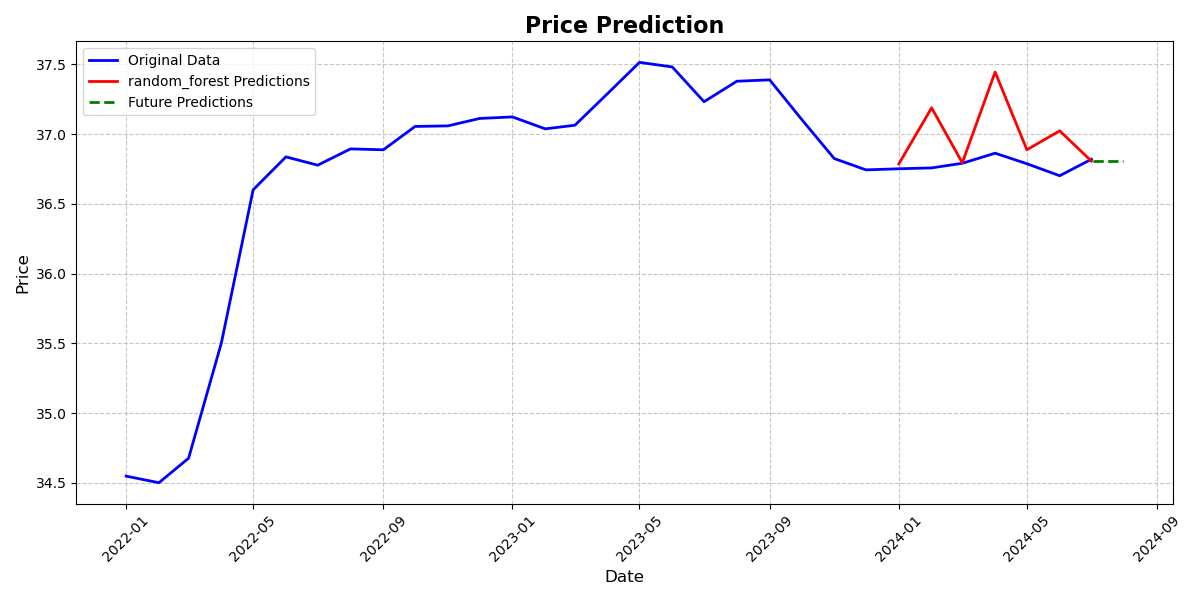 Price Prediction
Original Data
random_forest Predictions
Future Predictions
37.5
37.0
36.5
36.0
35.5
35.0
34.5
Price
2022-01
2022-05
2022-09
2023-01
2023-05
2023-09
2024-01
2024-05
2024-09
Date